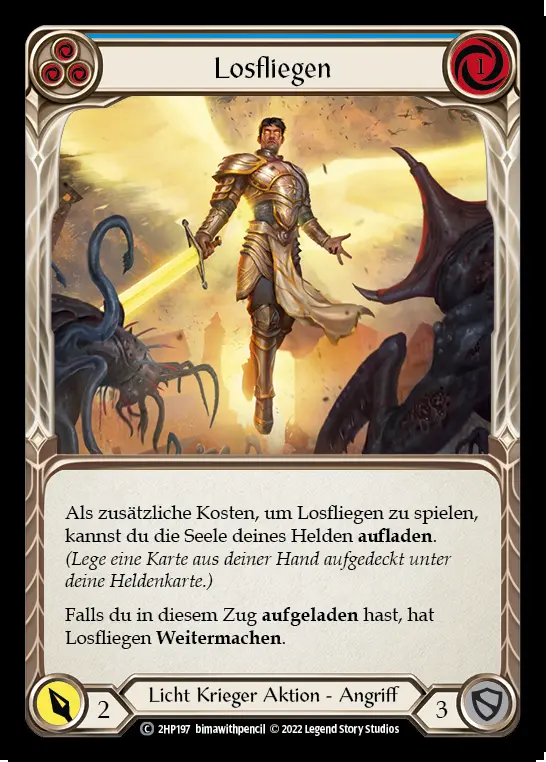 Losfliegen
1
Als zusätzliche Kosten, um Losfliegen zu spielen,
kannst du die Seele deines Helden aufladen.
(Lege eine Karte aus deiner Hand aufgedeckt unter
deine Heldenkarte.)
Falls du in diesem Zug aufgeladen hast, hat
Losfliegen Weitermachen.
2
Licht Krieger Aktion - Angriff
3
C 2HP197 bimawithpencil © 2022 Legend Story Studios